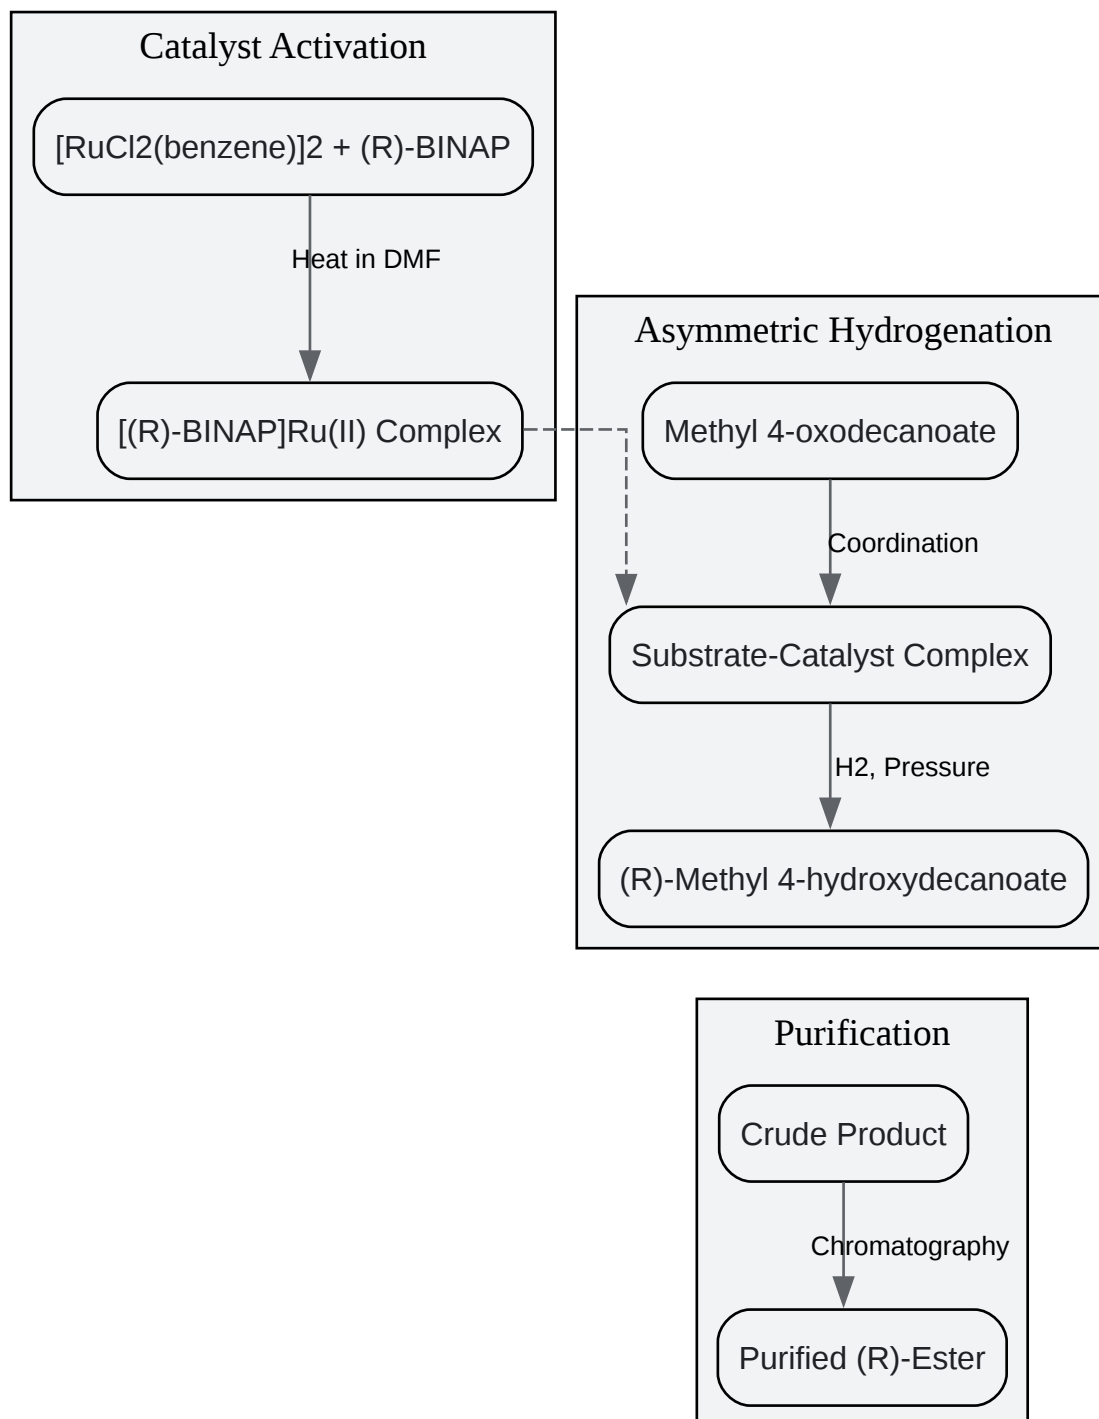 Catalyst Activation
[RuCl2(benzene)]2 + (R)-BINAP
Heat in DMF
[(R)-BINAP]Ru(II) Complex
Asymmetric Hydrogenation
Methyl 4-oxodecanoate
Coordination
Substrate-Catalyst Complex
H2, Pressure
(R)-Methyl 4-hydroxydecanoate
Purification
Crude Product
Chromatography
Purified (R)-Ester